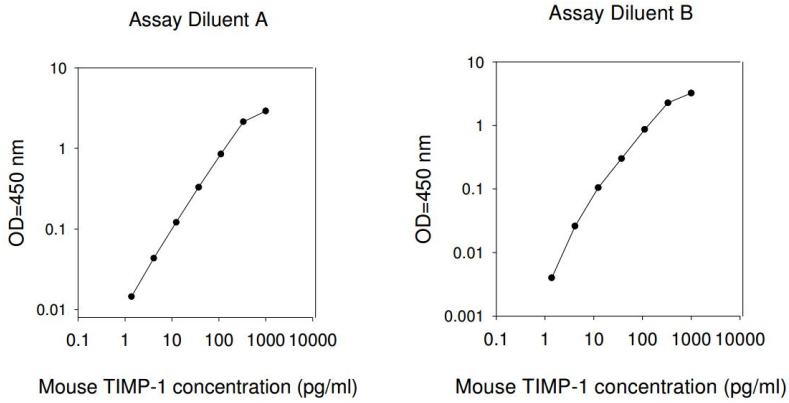 Assay Diluent A
10
1
0.1
0.01
OD=450 nm
0.1 1 10 100 1000 10000
Mouse TIMP-1 concentration (pg/ml)
Assay Diluent B
10
1
0.1
0.01
0.001
OD=450 nm
0.1 1 10 100 1000 10000
Mouse TIMP-1 concentration (pg/ml)